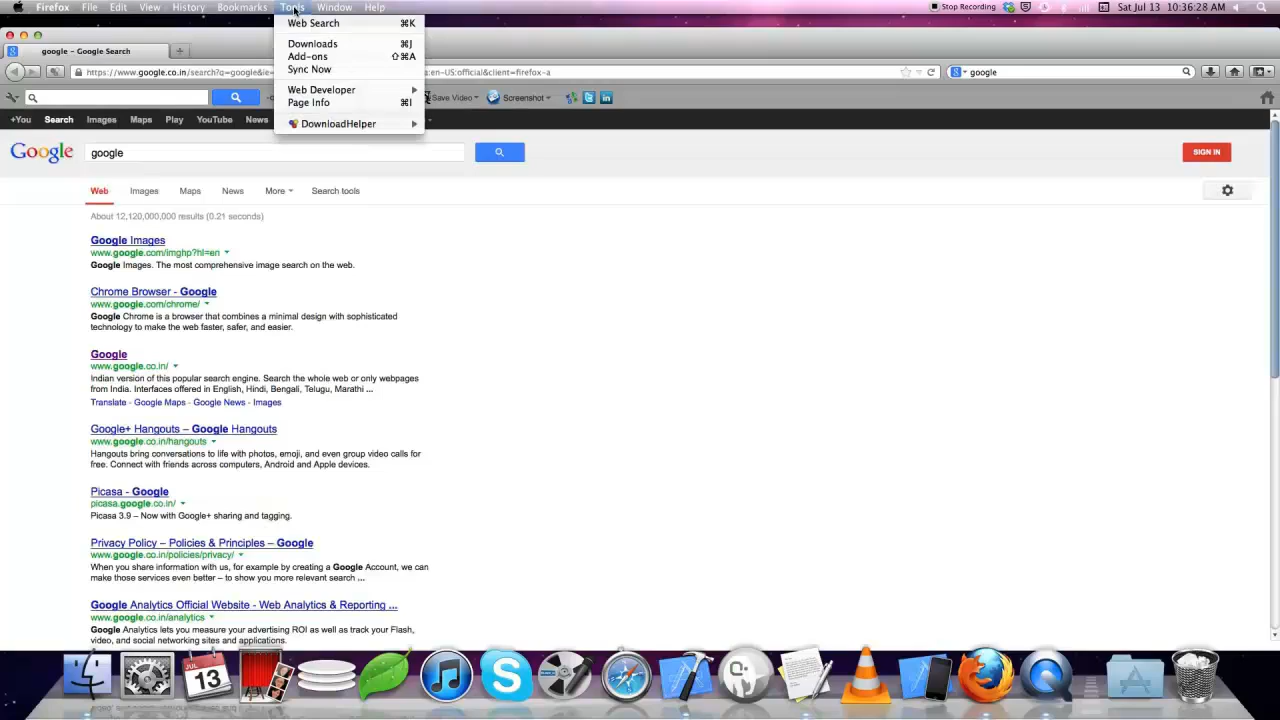 Firefox File Edit View History Bookmarks Tools Window Help Stop Recording Sat Jul 13 10:36:28 AM
Web Search ⌘K
Downloads ⌘J
Add-ons ⇧⌘A
Sync Now
Web Developer
Page Info ⌘I
DownloadHelper
google - Google Search
https://www.google.co.in/search?q=google&ie= a:en-US:official&client=firefox-a
google
Save Video Screenshot
+You Search Images Maps Play YouTube News
Google google SIGN IN
Web Images Maps News More Search tools
About 12,120,000,000 results (0.21 seconds)
Google Images
www.google.com/imghp?hl=en
Google Images. The most comprehensive image search on the web.
Chrome Browser - Google
www.google.com/chrome/
Google Chrome is a browser that combines a minimal design with sophisticated
technology to make the web faster, safer, and easier.
Google
www.google.co.in/
Indian version of this popular search engine. Search the whole web or only webpages
from India. Interfaces offered in English, Hindi, Bengali, Telugu, Marathi ...
Translate - Google Maps - Google News - Images
Google+ Hangouts – Google Hangouts
www.google.co.in/hangouts
Hangouts bring conversations to life with photos, emoji, and even group video calls for
free. Connect with friends across computers, Android and Apple devices.
Picasa - Google
picasa.google.co.in/
Picasa 3.9 – Now with Google+ sharing and tagging.
Privacy Policy – Policies & Principles – Google
www.google.co.in/policies/privacy/
When you share information with us, for example by creating a Google Account, we can
make those services even better – to show you more relevant search ...
Google Analytics Official Website - Web Analytics & Reporting ...
www.google.co.in/analytics
Google Analytics lets you measure your advertising ROI as well as track your Flash,
video, and social networking sites and applications.
JUL
13